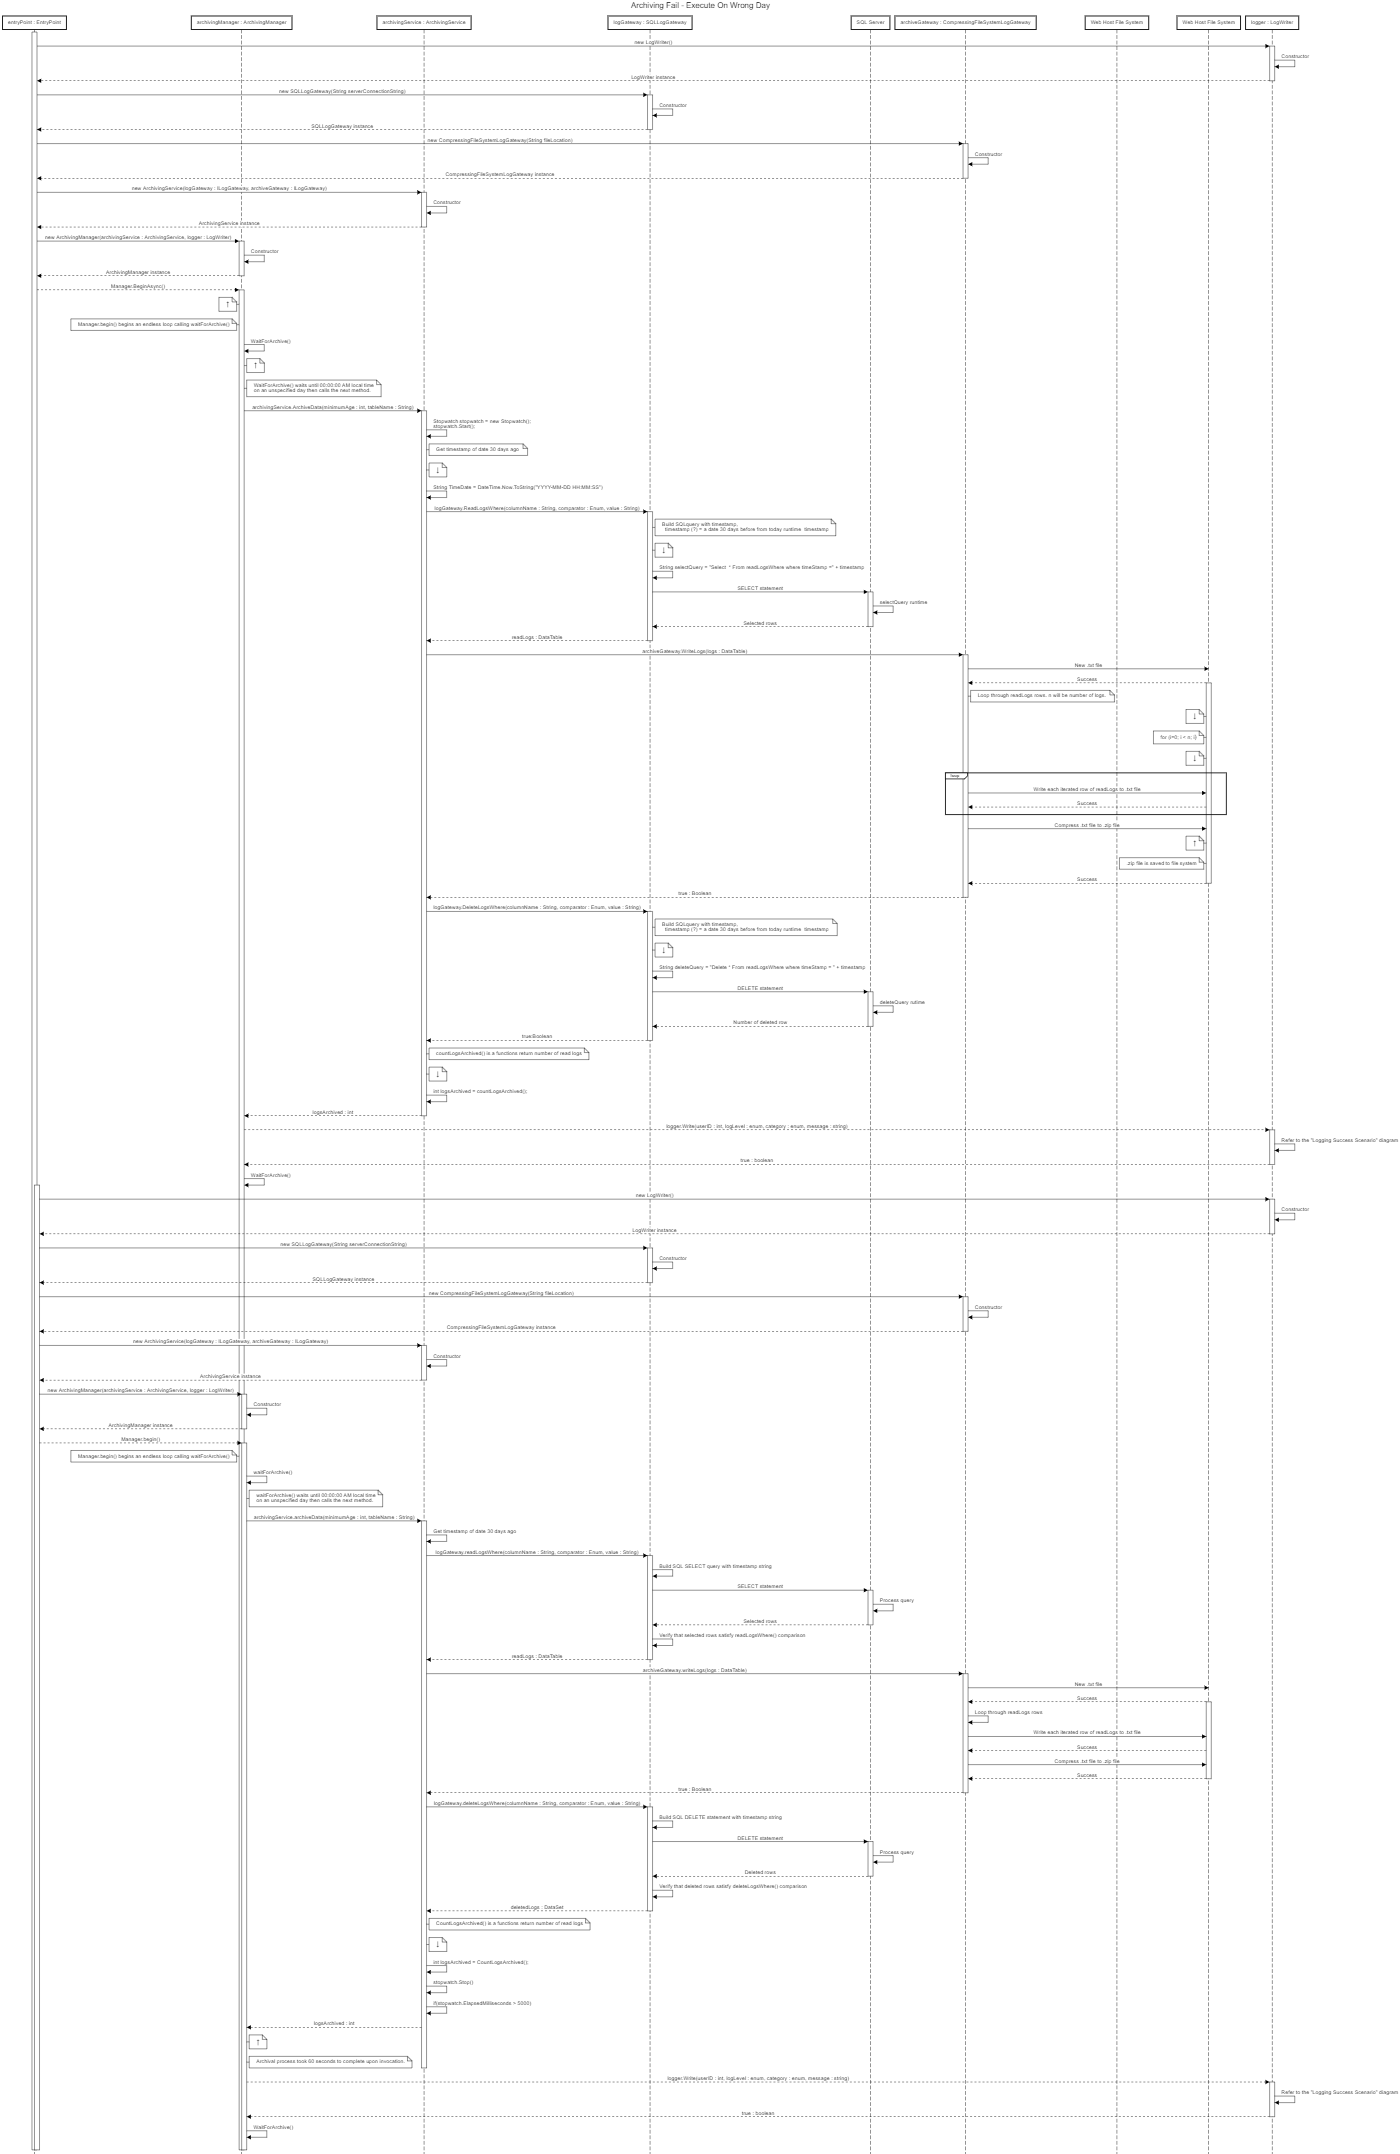 Archiving Fail - Execute On Wrong Day
entryPoint : EntryPoint
archivingManager : ArchivingManager
archivingService : ArchivingService
logGateway : SQLLogGateway
SQL Server
archiveGateway : CompressingFileSystemLogGateway
Web Host File System
Web Host File System
logger : LogWriter
new LogWriter()
Constructor
LogWriter instance
new SQLLogGateway(String serverConnectionString)
Constructor
SQLLogGateway instance
new CompressingFileSystemLogGateway(String fileLocation)
Constructor
CompressingFileSystemLogGateway instance
new ArchivingService(logGateway : ILogGateway, archiveGateway : ILogGateway)
Constructor
ArchivingService instance
new ArchivingManager(archivingService : ArchivingService, logger : LogWriter)
Constructor
ArchivingManager instance
Manager.BeginAsync()
↑
Manager.begin() begins an endless loop calling waitForArchive()
WaitForArchive()
↑
WaitForArchive() waits until 00:00:00 AM local time
on an unspecified day then calls the next method.
archivingService.ArchiveData(minimumAge : int, tableName : String)
Stopwatch stopwatch = new Stopwatch();
stopwatch.Start();
Get timestamp of date 30 days ago
↓
String TimeDate = DateTime.Now.ToString("YYYY-MM-DD HH:MM:SS")
logGateway.ReadLogsWhere(columnName : String, comparator : Enum, value : String)
Build SQLquery with timestamp,
timestamp (?) = a date 30 days before from today runtime timestamp
↓
String selectQuery = "Select * From readLogsWhere where timeStamp =" + timestamp
SELECT statement
selectQuery runtime
Selected rows
readLogs : DataTable
archiveGateway.WriteLogs(logs : DataTable)
New .txt file
Success
Loop through readLogs rows. n will be number of logs.
↓
for (i=0; i < n; i)
↓
loop
Write each iterated row of readLogs to .txt file
Success
Compress .txt file to .zip file
↑
.zip file is saved to file system
Success
true : Boolean
logGateway.DeleteLogsWhere(columnName : String, comparator : Enum, value : String)
Build SQLquery with timestamp,
timestamp (?) = a date 30 days before from today runtime timestamp
↓
String deleteQuery = "Delete * From readLogsWhere where timeStamp = " + timestamp
DELETE statement
deleteQuery rutime
Number of deleted row
true:Boolean
countLogsArchived() is a functions return number of read logs
↓
int logsArchived = countLogsArchived();
logsArchived : int
logger.Write(userID : int, logLevel : enum, category : enum, message : string)
Refer to the "Logging Success Scenario" diagram
true : boolean
WaitForArchive()
new LogWriter()
Constructor
LogWriter instance
new SQLLogGateway(String serverConnectionString)
Constructor
SQLLogGateway instance
new CompressingFileSystemLogGateway(String fileLocation)
Constructor
CompressingFileSystemLogGateway instance
new ArchivingService(logGateway : ILogGateway, archiveGateway : ILogGateway)
Constructor
ArchivingService instance
new ArchivingManager(archivingService : ArchivingService, logger : LogWriter)
Constructor
ArchivingManager instance
Manager.begin()
Manager.begin() begins an endless loop calling waitForArchive()
waitForArchive()
waitForArchive() waits until 00:00:00 AM local time
on an unspecified day then calls the next method.
archivingService.archiveData(minimumAge : int, tableName : String)
Get timestamp of date 30 days ago
logGateway.readLogsWhere(columnName : String, comparator : Enum, value : String)
Build SQL SELECT query with timestamp string
SELECT statement
Process query
Selected rows
Verify that selected rows satisfy readLogsWhere() comparison
readLogs : DataTable
archiveGateway.writeLogs(logs : DataTable)
New .txt file
Success
Loop through readLogs rows
Write each iterated row of readLogs to .txt file
Success
Compress .txt file to .zip file
Success
true : Boolean
logGateway.deleteLogsWhere(columnName : String, comparator : Enum, value : String)
Build SQL DELETE statement with timestamp string
DELETE statement
Process query
Deleted rows
Verify that deleted rows satisfy deleteLogsWhere() comparison
deletedLogs : DataSet
CountLogsArchived() is a functions return number of read logs
↓
int logsArchived = CountLogsArchived();
stopwatch.Stop()
if(stopwatch.ElapsedMilliseconds > 5000)
logsArchived : int
↑
Archival process took 60 seconds to complete upon invocation.
logger.Write(userID : int, logLevel : enum, category : enum, message : string)
Refer to the "Logging Success Scenario" diagram
true : boolean
WaitForArchive()